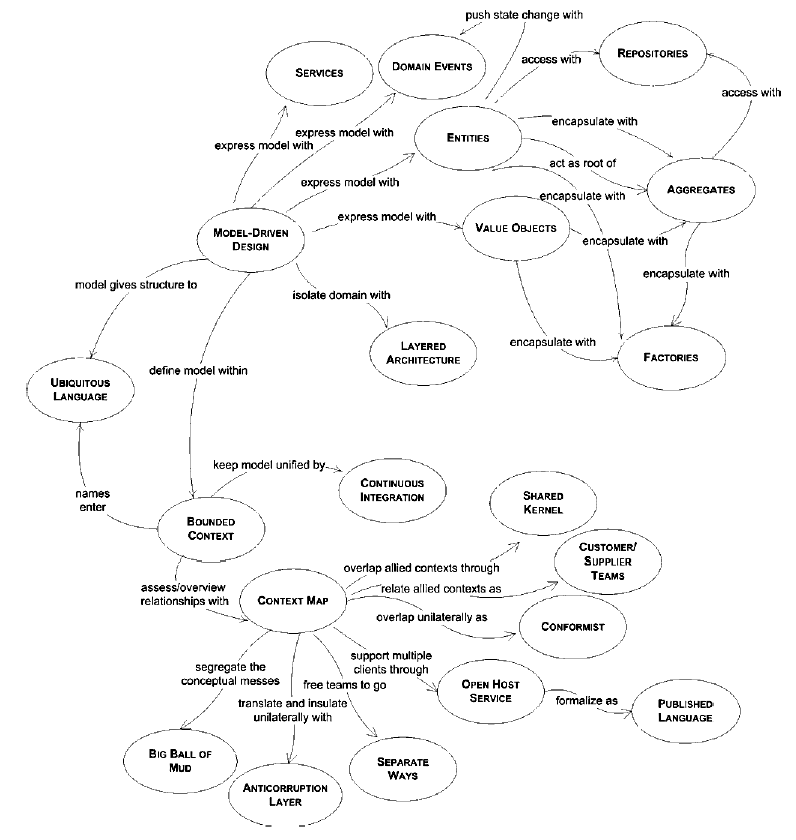 push state change with
SERVICES
DOMAIN EVENTS
REPOSITORIES
access with
access with
express model with
express model with
ENTITIES
encapsulate with
act as root of
express model with
encapsulate with
AGGREGATES
MODEL-DRIVEN
DESIGN
express model with
VALUE OBJECTS
encapsulate with
model gives structure to
isolate domain with
encapsulate with
encapsulate with
LAYERED
ARCHITECTURE
FACTORIES
define model within
UBIQUITOUS
LANGUAGE
keep model unified by
CONTINUOUS
INTEGRATION
names
enter
BOUNDED
CONTEXT
SHARED
KERNEL
overlap allied contexts through
CUSTOMER/
SUPPLIER
TEAMS
assess/overview
relationships with
CONTEXT MAP
relate allied contexts as
overlap unilaterally as
CONFORMIST
segregate the
conceptual messes
support multiple
clients through
free teams to go
translate and insulate
unilaterally with
OPEN HOST
SERVICE
formalize as
PUBLISHED
LANGUAGE
BIG BALL OF
MUD
SEPARATE
WAYS
ANTICORRUPTION
LAYER